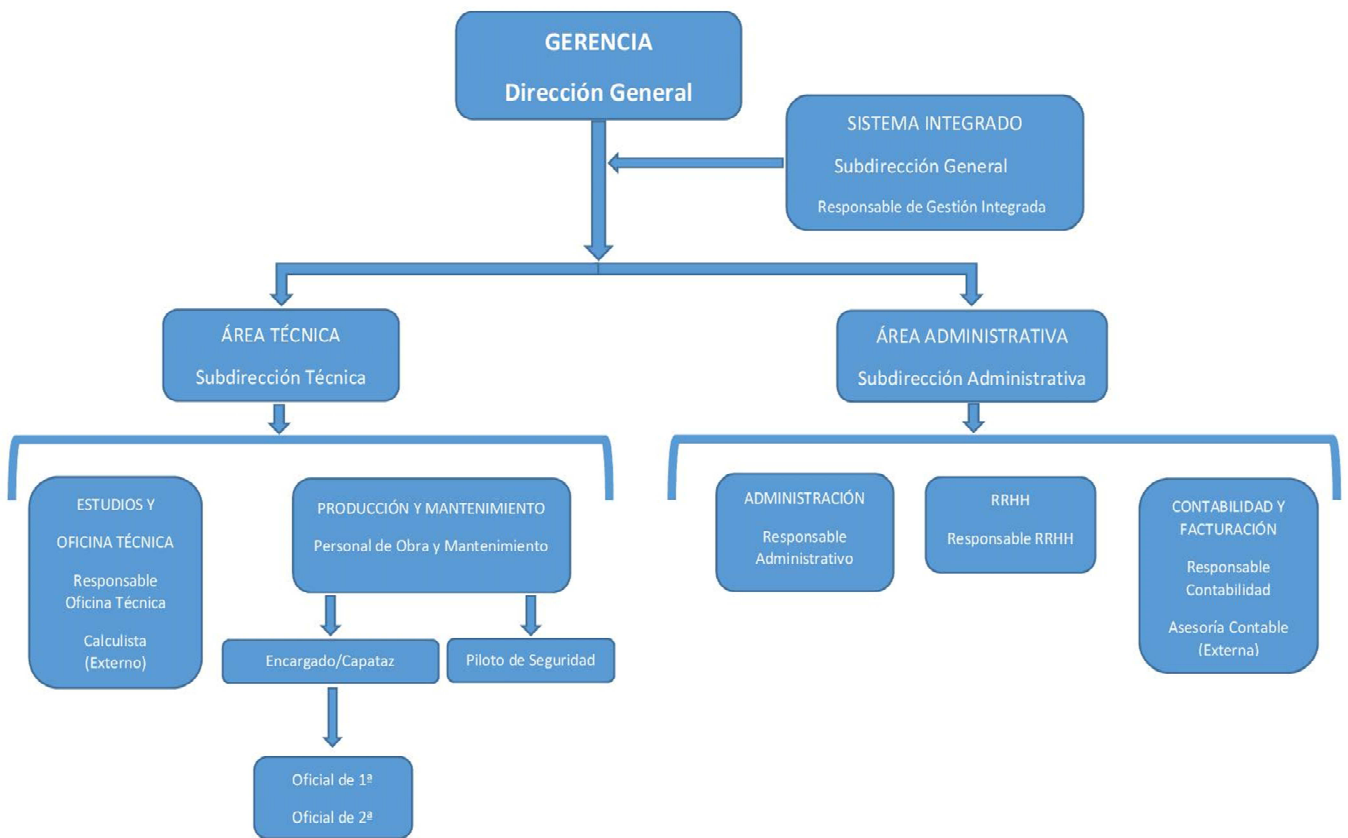 GERENCIA
Dirección General
SISTEMA INTEGRADO
Subdirección General
Responsable de Gestión Integrada
ÁREA TÉCNICA
Subdirección Técnica
ÁREA ADMINISTRATIVA
Subdirección Administrativa
ESTUDIOS Y
OFICINA TÉCNICA
Responsable
Oficina Técnica
Calculista
(Externo)
PRODUCCIÓN Y MANTENIMIENTO
Personal de Obra y Mantenimiento
Encargado/Capataz
Piloto de Seguridad
Oficial de 1ª
Oficial de 2ª
ADMINISTRACIÓN
Responsable
Administrativo
RRHH
Responsable RRHH
CONTABILIDAD Y
FACTURACIÓN
Responsable
Contabilidad
Asesoría Contable
(Externa)